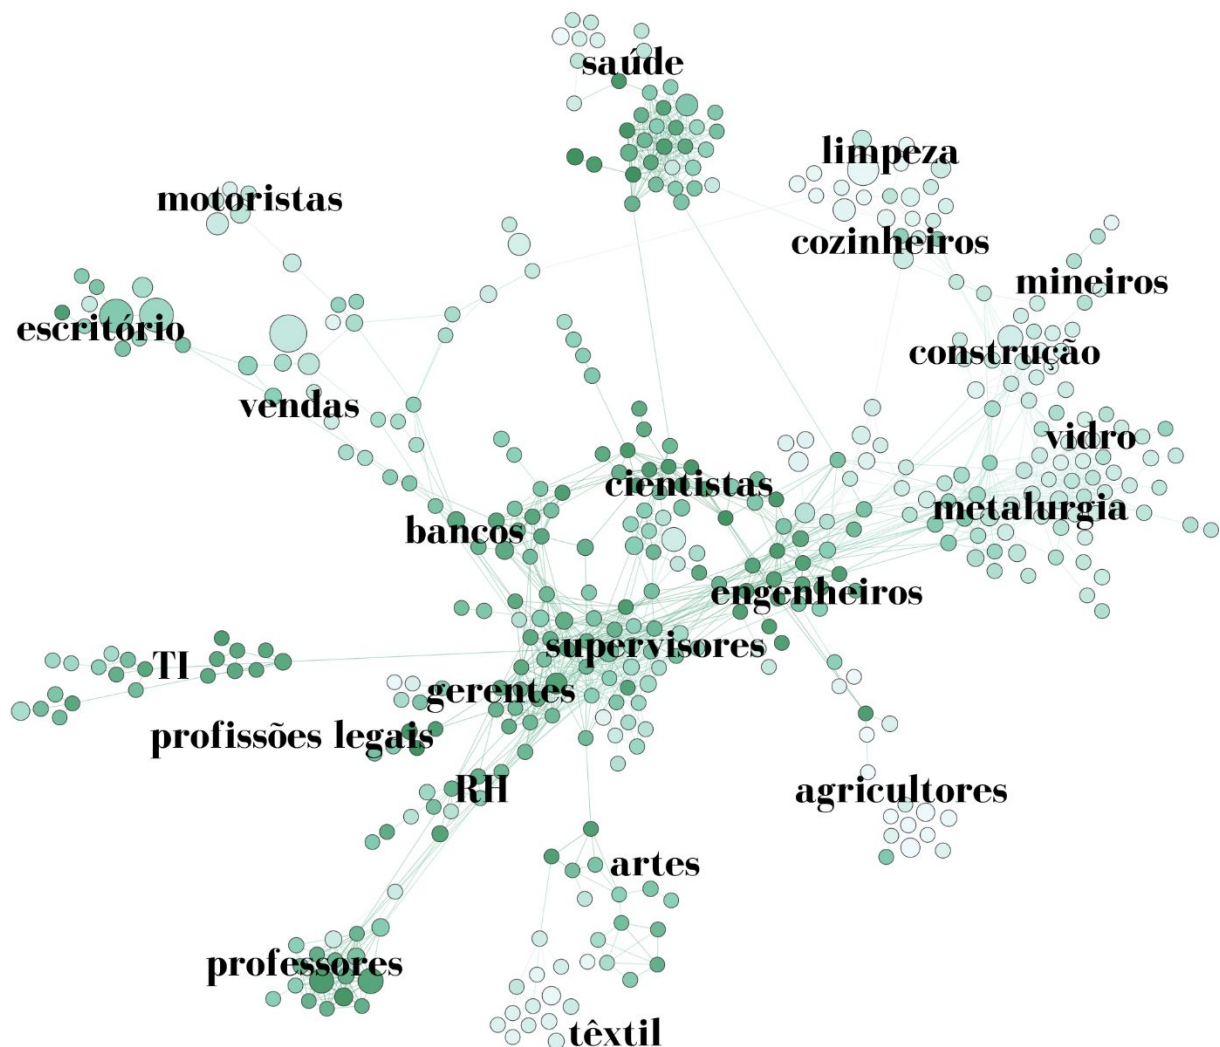 saúde
limpeza
motoristas
cozinheiros
mineiros
escritório
construção
vendas
vidro
cientistas
metalurgia
bancos
engenheiros
supervisores
TI
gerentes
profissões legais
RH
agricultores
artes
professores
têxtil